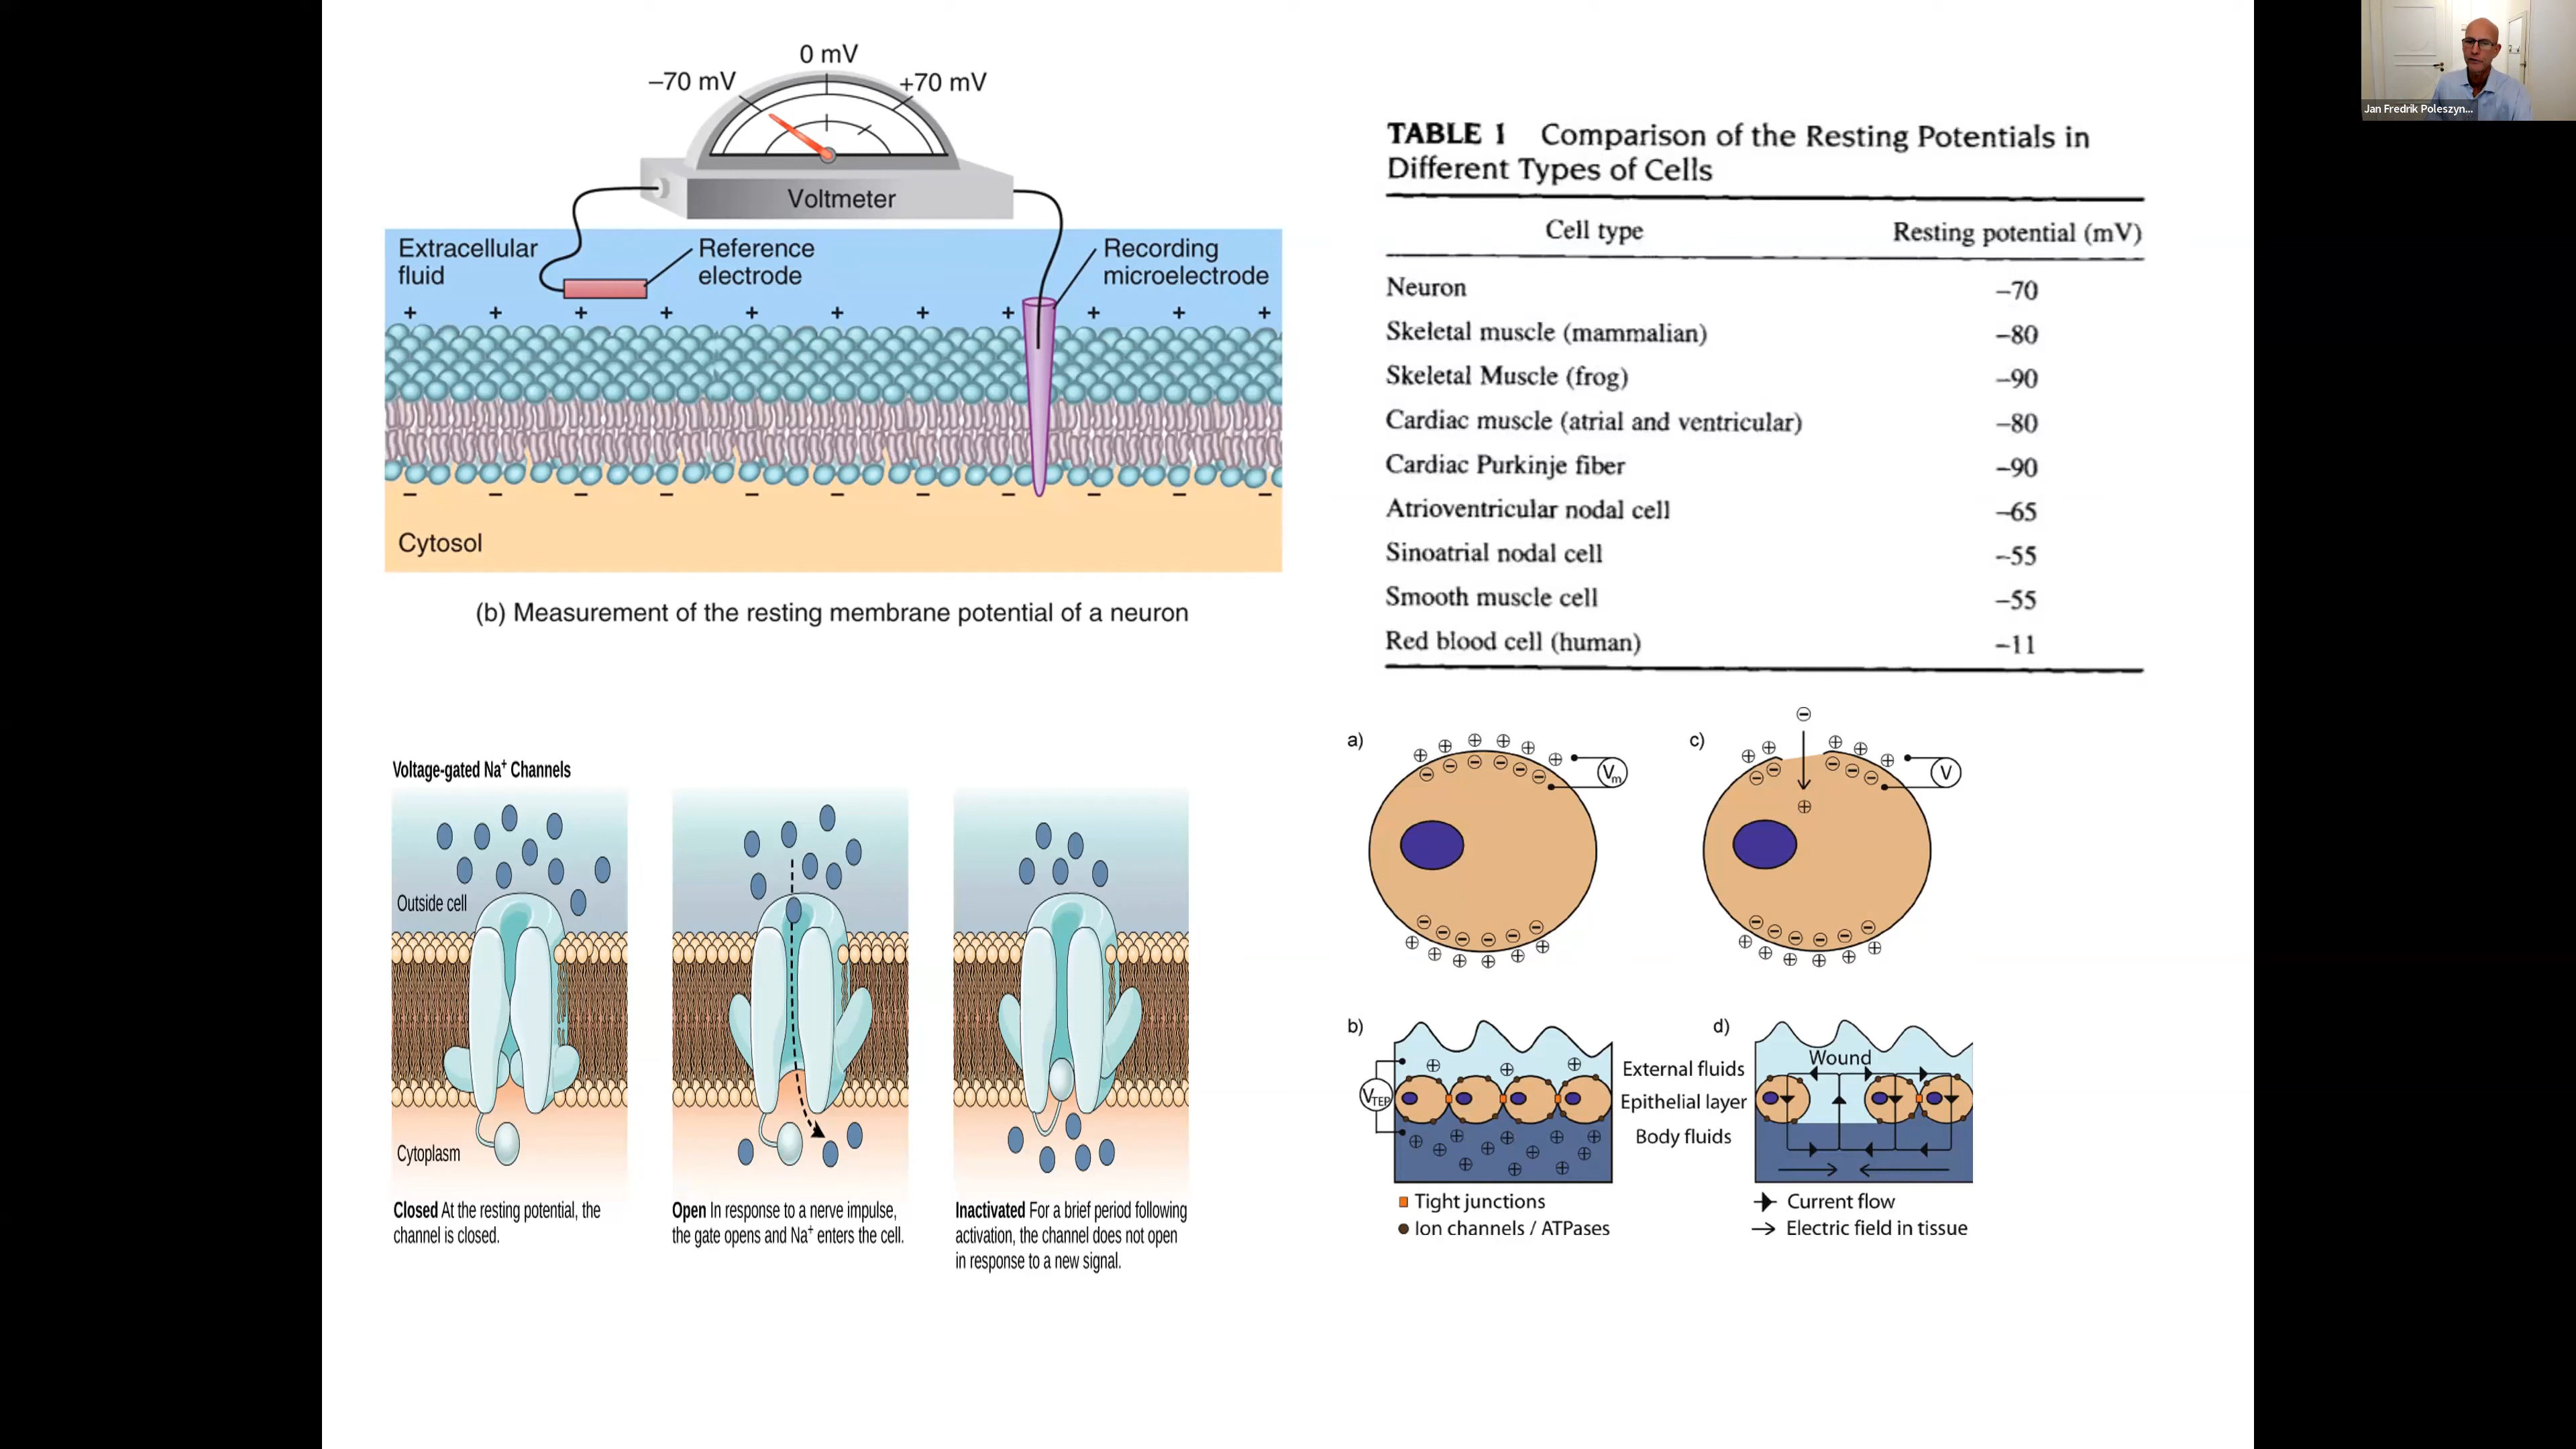 0 mV
–70 mV
+70 mV
Voltmeter
Extracellular
fluid
Reference
electrode
Recording
microelectrode
+ + + + + + + + + + +
– – – – – – – – – – –
Cytosol
(b) Measurement of the resting membrane potential of a neuron
TABLE 1 Comparison of the Resting Potentials in
Different Types of Cells
Cell type Resting potential (mV)
Neuron –70
Skeletal muscle (mammalian) –80
Skeletal Muscle (frog) –90
Cardiac muscle (atrial and ventricular) –80
Cardiac Purkinje fiber –90
Atrioventricular nodal cell –65
Sinoatrial nodal cell –55
Smooth muscle cell –55
Red blood cell (human) –11
Voltage-gated Na⁺ Channels
Outside cell
Cytoplasm
Closed At the resting potential, the
channel is closed.
Open In response to a nerve impulse,
the gate opens and Na⁺ enters the cell.
Inactivated For a brief period following
activation, the channel does not open
in response to a new signal.
a)
Vm
c)
V
b)
VTEP
External fluids
Epithelial layer
Body fluids
Tight junctions
Ion channels / ATPases
d)
Wound
Current flow
Electric field in tissue
Jan Fredrik Poleszyn...